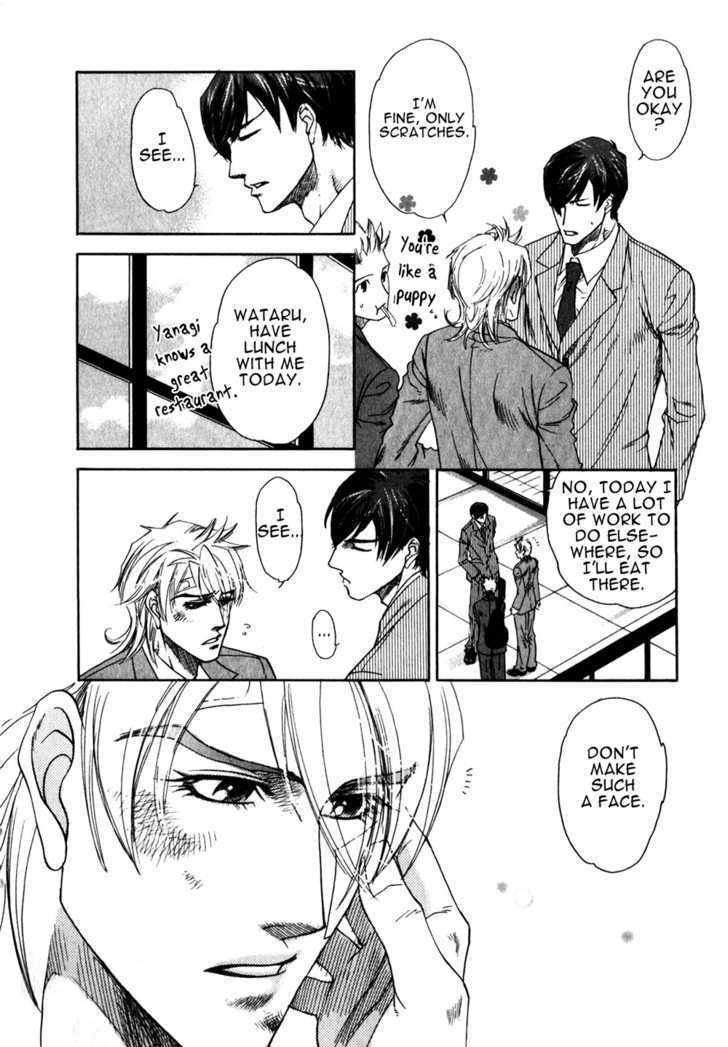 ARE
YOU
OKAY
?
I'M
FINE, ONLY
SCRATCHES.
You're
like a
puppy
I
SEE...
WATARU,
HAVE
LUNCH
WITH ME
TODAY.
Yanagi
knows a
great
restaurant.
NO, TODAY I
HAVE A LOT
OF WORK TO
DO ELSE-
WHERE, SO
I'LL EAT
THERE.
I
SEE...
...
DON'T
MAKE
SUCH
A FACE.